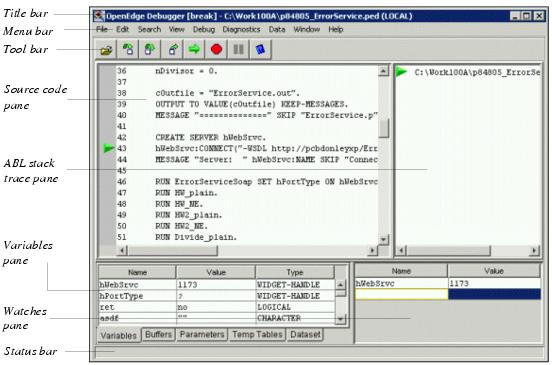 Title bar
OpenEdge Debugger [break] - C:\Work100A\p84805_ErrorService.ped (LOCAL)
Menu bar
File Edit Search View Debug Diagnostics Data Window Help
Tool bar
Source code pane
36 nDivisor = 0.
37
38 cOutfile = "ErrorService.out".
39 OUTPUT TO VALUE(cOutfile) KEEP-MESSAGES.
40 MESSAGE "==============" SKIP "ErrorService.p"
41
42 CREATE SERVER hWebSrvc.
43 hWebSrvc:CONNECT("-WSDL http://pcbdonleyxp/Err
44 MESSAGE "Server: " hWebSrvc:NAME SKIP "Connec
45
46 RUN ErrorServiceSoap SET hPortType ON hWebSrvc
47 RUN HW_plain.
48 RUN HW_NE.
49 RUN HW2_plain.
50 RUN HW2_NE.
51 RUN Divide_plain.
ABL stack trace pane
C:\Work100A\p84805_ErrorSe
Variables pane
Name Value Type
hWebSrvc 1173 WIDGET-HANDLE
hPortType ? WIDGET-HANDLE
ret no LOGICAL
asdf "" CHARACTER
Variables Buffers Parameters Temp Tables Dataset
Watches pane
Name Value
hWebSrvc 1173
Status bar